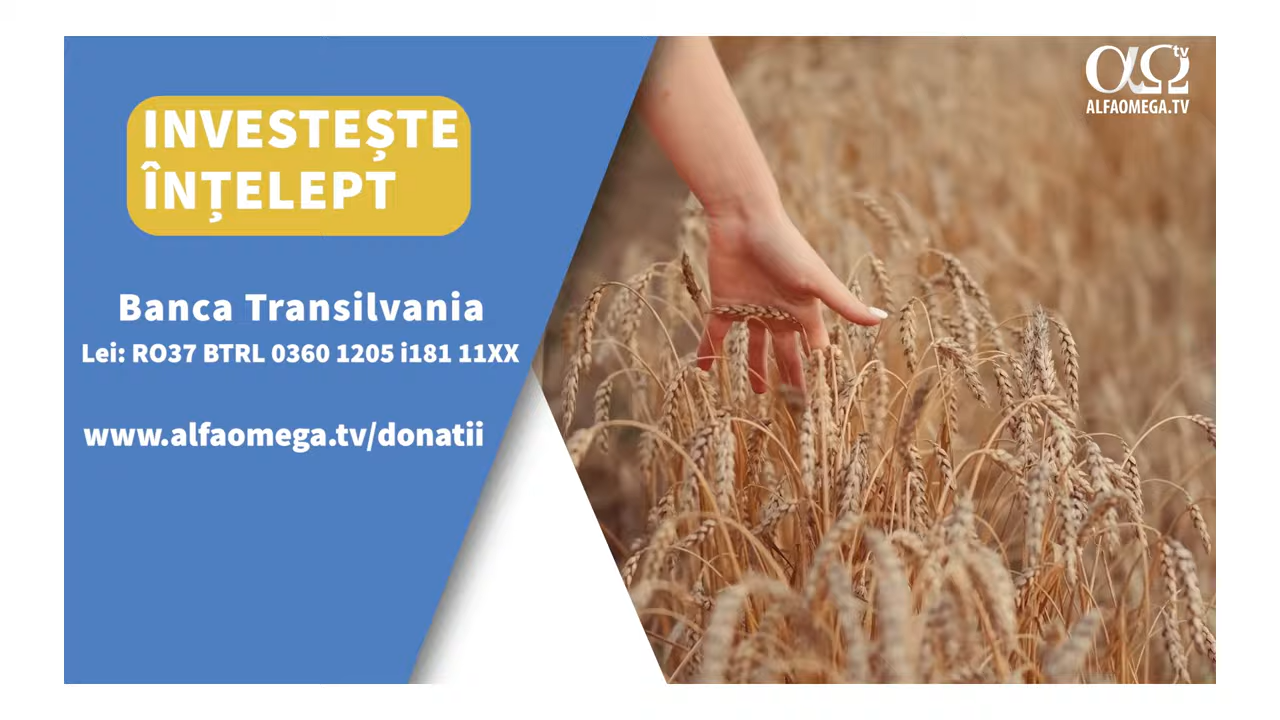 INVESTEȘTE
ÎNȚELEPT
Banca Transilvania
Lei: RO37 BTRL 0360 1205 i181 11XX
www.alfaomega.tv/donatii
αΩ tv
ALFAOMEGA.TV